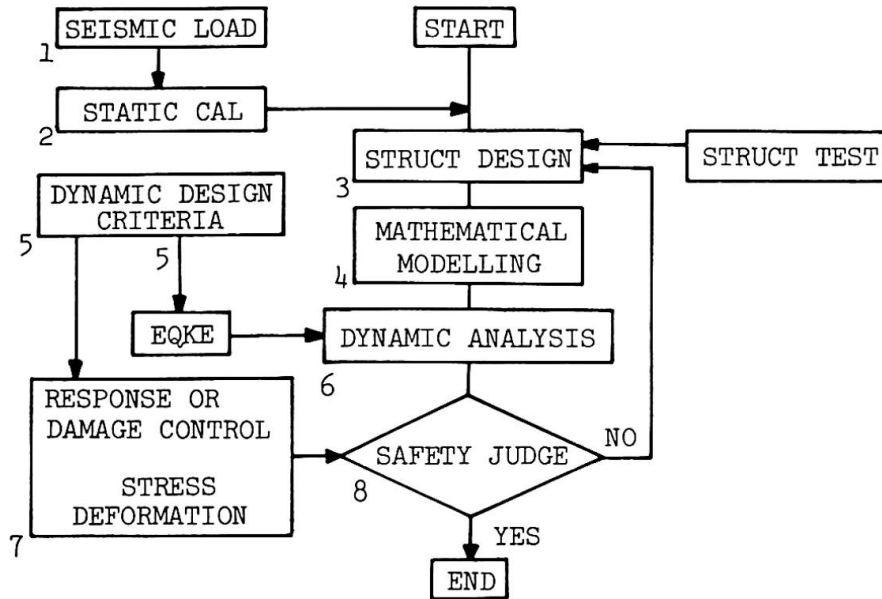 SEISMIC LOAD
1
START
STATIC CAL
2
STRUCT DESIGN
3
STRUCT TEST
DYNAMIC DESIGN
CRITERIA
5
5
MATHEMATICAL
MODELLING
4
EQKE
DYNAMIC ANALYSIS
6
RESPONSE OR
DAMAGE CONTROL
STRESS
DEFORMATION
7
SAFETY JUDGE
8
NO
YES
END